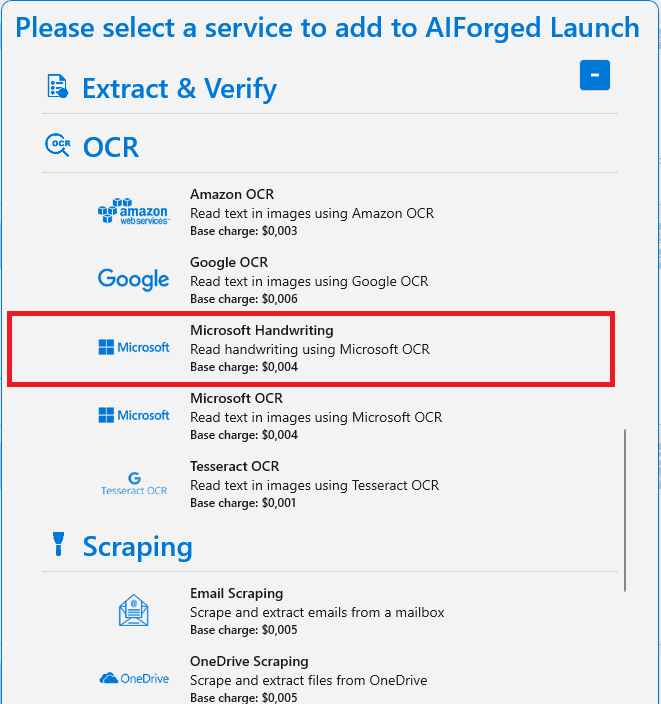 Please select a service to add to AIForged Launch
Extract & Verify
-
OCR
OCR
amazon
webservices™
Amazon OCR
Read text in images using Amazon OCR
Base charge: $0,003
Google
Google OCR
Read text in images using Google OCR
Base charge: $0,006
Microsoft
Microsoft Handwriting
Read handwriting using Microsoft OCR
Base charge: $0,004
Microsoft
Microsoft OCR
Read text in images using Microsoft OCR
Base charge: $0,004
G
Tesseract OCR
Tesseract OCR
Read text in images using Tesseract OCR
Base charge: $0,001
Scraping
@
Email Scraping
Scrape and extract emails from a mailbox
Base charge: $0,005
OneDrive
OneDrive Scraping
Scrape and extract files from OneDrive
Base charge: $0,005